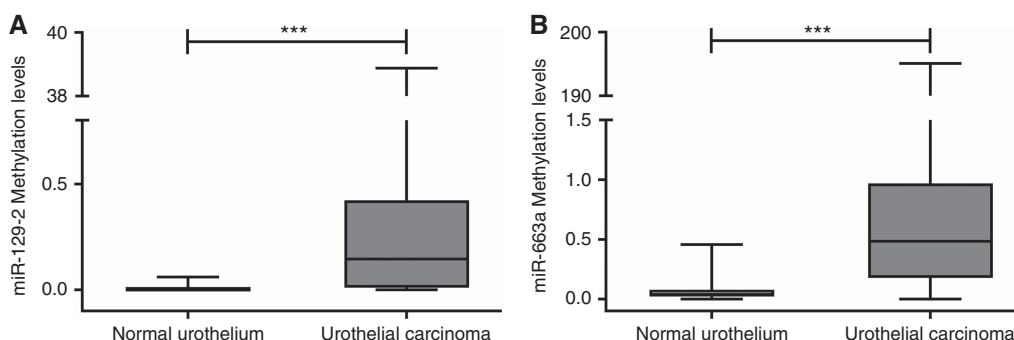 A
miR-129-2 Methylation levels
40
38
0.5
0.0
***
Normal urothelium
Urothelial carcinoma
B
miR-663a Methylation levels
200
190
1.5
1.0
0.5
0.0
***
Normal urothelium
Urothelial carcinoma